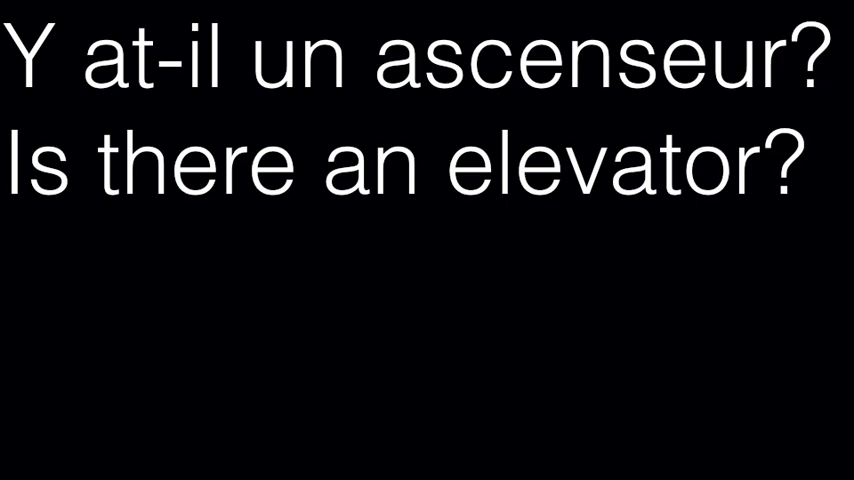 Y at-il un ascenseur?
Is there an elevator?